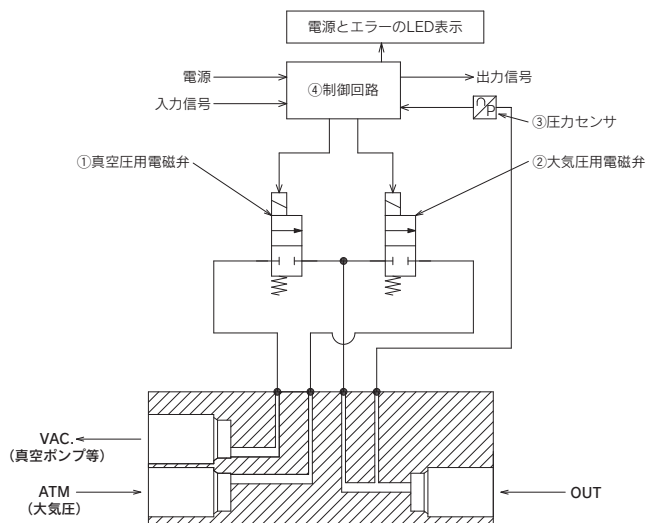 電源とエラーのLED表示
電源
入力信号
④制御回路
出力信号
P
③圧力センサ
①真空圧用電磁弁
②大気圧用電磁弁
VAC.
(真空ポンプ等)
ATM
(大気圧)
OUT